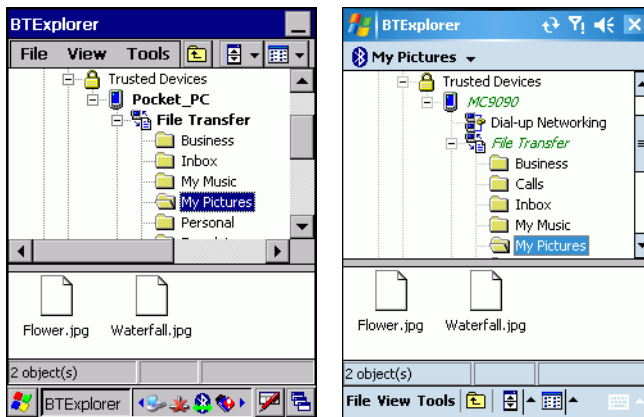 BTExplorer
File View Tools
Trusted Devices
Pocket_PC
File Transfer
Business
Inbox
My Music
My Pictures
Personal
Flower.jpg Waterfall.jpg
2 object(s)
BTExplorer
BTExplorer
My Pictures
Trusted Devices
MC9090
Dial-up Networking
File Transfer
Business
Calls
Inbox
My Music
My Pictures
Flower.jpg Waterfall.jpg
2 object(s)
File View Tools